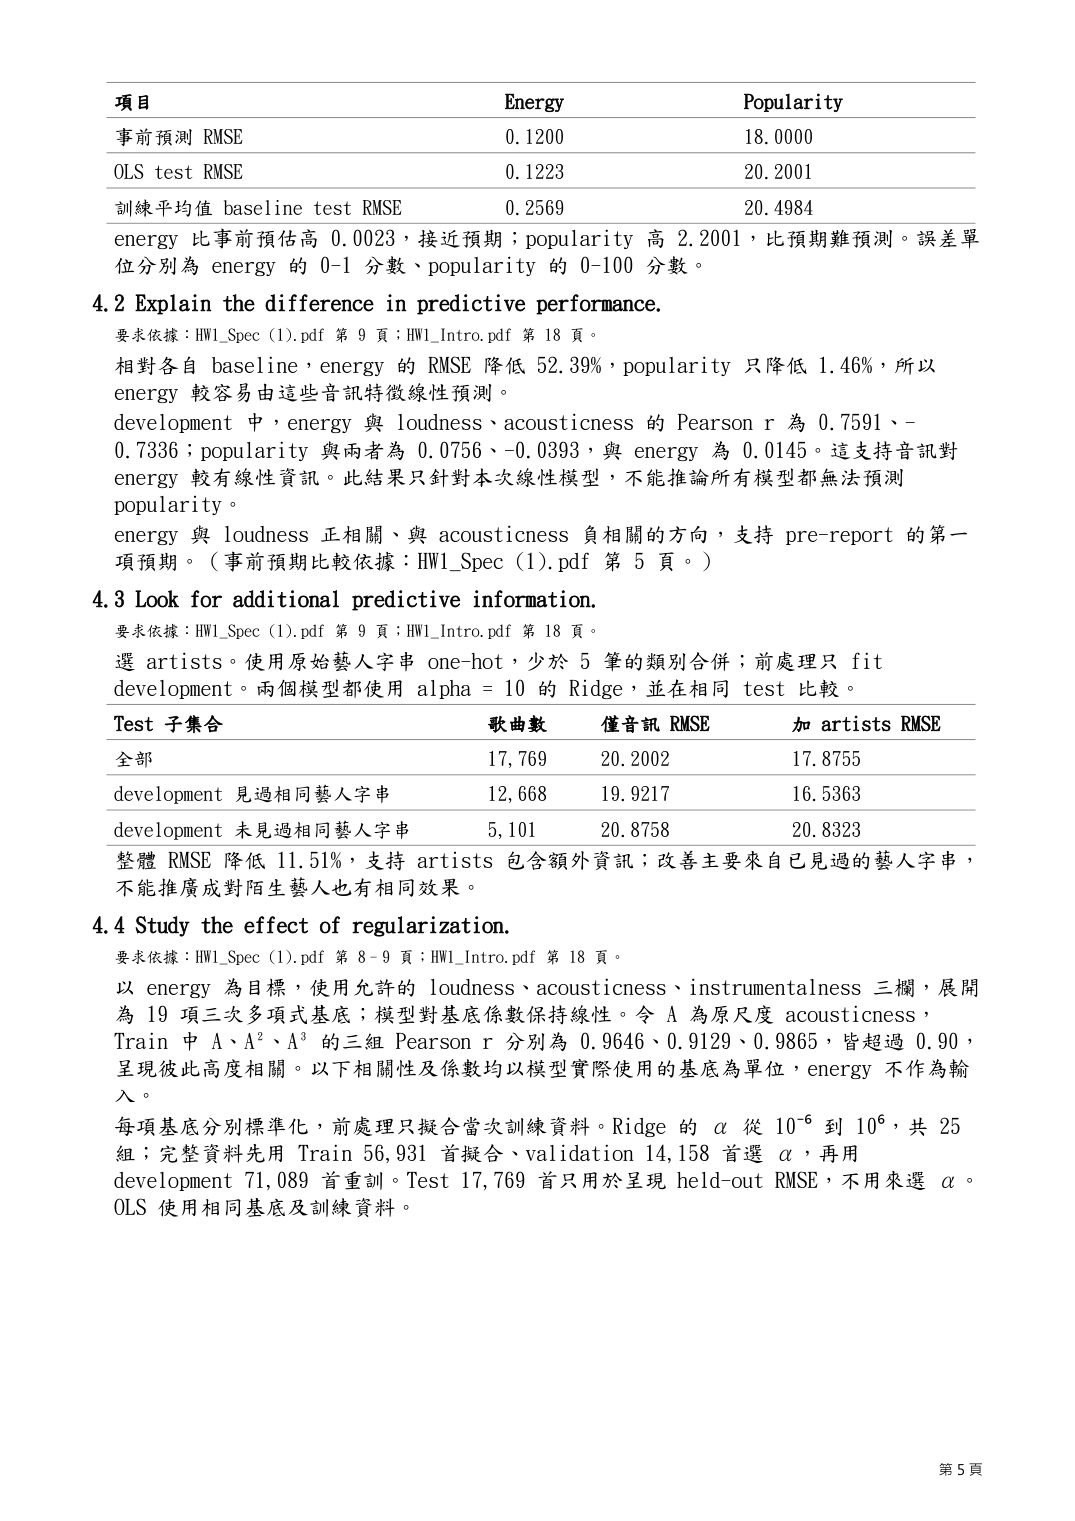 項目 Energy Popularity
事前預測 RMSE 0.1200 18.0000
OLS test RMSE 0.1223 20.2001
訓練平均值 baseline test RMSE 0.2569 20.4984
energy 比事前預估高 0.0023，接近預期；popularity 高 2.2001，比預期難預測。誤差單
位分別為 energy 的 0-1 分數、popularity 的 0-100 分數。
4.2 Explain the difference in predictive performance.
要求依據：HW1_Spec (1).pdf 第 9 頁；HW1_Intro.pdf 第 18 頁。
相對各自 baseline，energy 的 RMSE 降低 52.39%，popularity 只降低 1.46%，所以
energy 較容易由這些音訊特徵線性預測。
development 中，energy 與 loudness、acousticness 的 Pearson r 為 0.7591、-
0.7336；popularity 與兩者為 0.0756、-0.0393，與 energy 為 0.0145。這支持音訊對
energy 較有線性資訊。此結果只針對本次線性模型，不能推論所有模型都無法預測
popularity。
energy 與 loudness 正相關、與 acousticness 負相關的方向，支持 pre-report 的第一
項預期。（事前預期比較依據：HW1_Spec (1).pdf 第 5 頁。）
4.3 Look for additional predictive information.
要求依據：HW1_Spec (1).pdf 第 9 頁；HW1_Intro.pdf 第 18 頁。
選 artists。使用原始藝人字串 one-hot，少於 5 筆的類別合併；前處理只 fit
development。兩個模型都使用 alpha = 10 的 Ridge，並在相同 test 比較。
Test 子集合 歌曲數 僅音訊 RMSE 加 artists RMSE
全部 17,769 20.2002 17.8755
development 見過相同藝人字串 12,668 19.9217 16.5363
development 未見過相同藝人字串 5,101 20.8758 20.8323
整體 RMSE 降低 11.51%，支持 artists 包含額外資訊；改善主要來自已見過的藝人字串，
不能推廣成對陌生藝人也有相同效果。
4.4 Study the effect of regularization.
要求依據：HW1_Spec (1).pdf 第 8–9 頁；HW1_Intro.pdf 第 18 頁。
以 energy 為目標，使用允許的 loudness、acousticness、instrumentalness 三欄，展開
為 19 項三次多項式基底；模型對基底係數保持線性。令 A 為原尺度 acousticness，
Train 中 A、A²、A³ 的三組 Pearson r 分別為 0.9646、0.9129、0.9865，皆超過 0.90，
呈現彼此高度相關。以下相關性及係數均以模型實際使用的基底為單位，energy 不作為輸
入。
每項基底分別標準化，前處理只擬合當次訓練資料。Ridge 的 α 從 10⁻⁶ 到 10⁶，共 25
組；完整資料先用 Train 56,931 首擬合、validation 14,158 首選 α，再用
development 71,089 首重訓。Test 17,769 首只用於呈現 held-out RMSE，不用來選 α。
OLS 使用相同基底及訓練資料。
第 5 頁